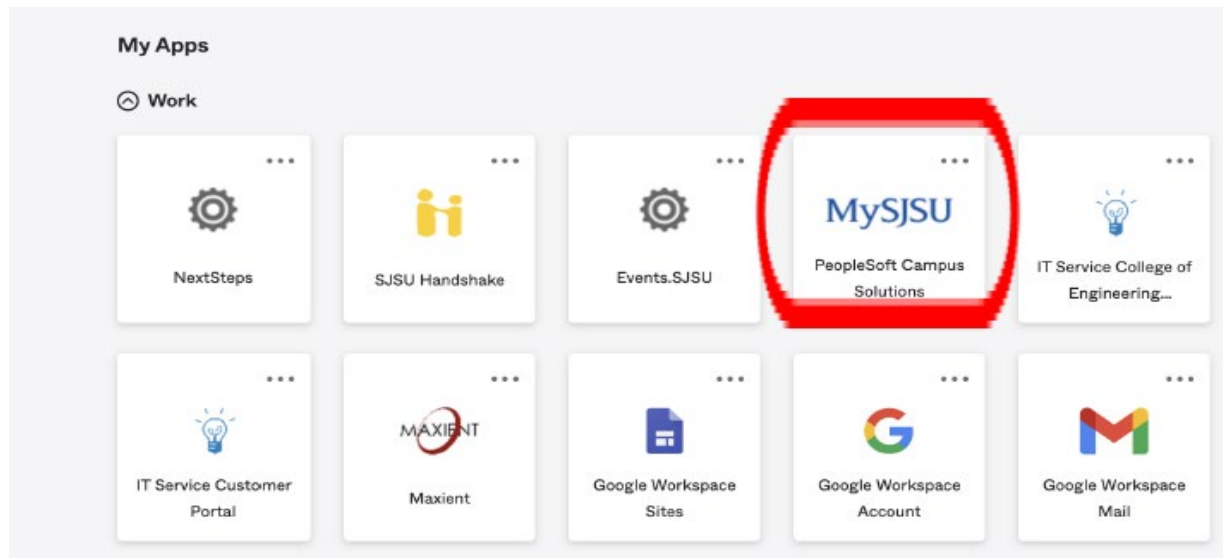 My Apps
Work
NextSteps
SJSU Handshake
Events.SJSU
MySJSU
PeopleSoft Campus
Solutions
IT Service College of
Engineering...
IT Service Customer
Portal
MAXIENT
Maxient
Google Workspace
Sites
Google Workspace
Account
Google Workspace
Mail